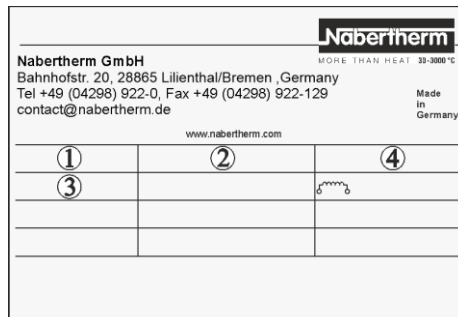 Nabertherm
MORE THAN HEAT 30-3000 °C
Nabertherm GmbH
Bahnhofstr. 20, 28865 Lilienthal/Bremen ,Germany
Tel +49 (04298) 922-0, Fax +49 (04298) 922-129
contact@nabertherm.de
Made
in
Germany
www.nabertherm.com
① ② ④
③